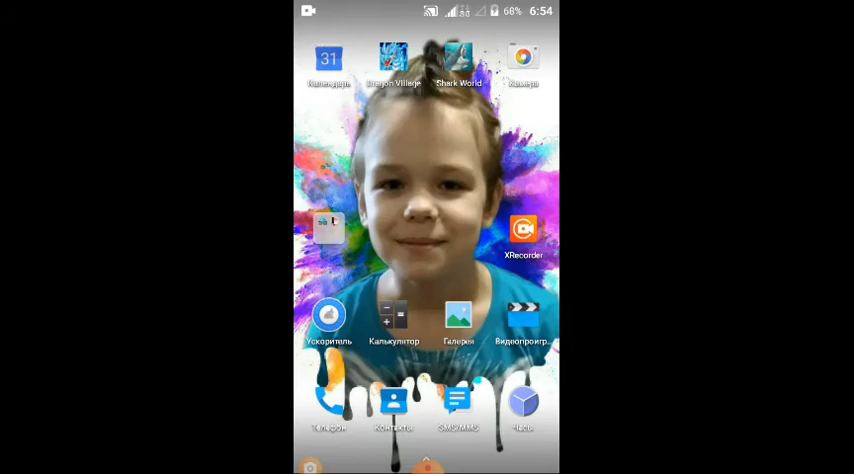 68% 6:54
31
Календарь Dragon Village Shark World Камера
XRecorder
Ускоритель Калькулятор Галерея Видеопроигр...
Телефон Контакты SMS/MMS Часы